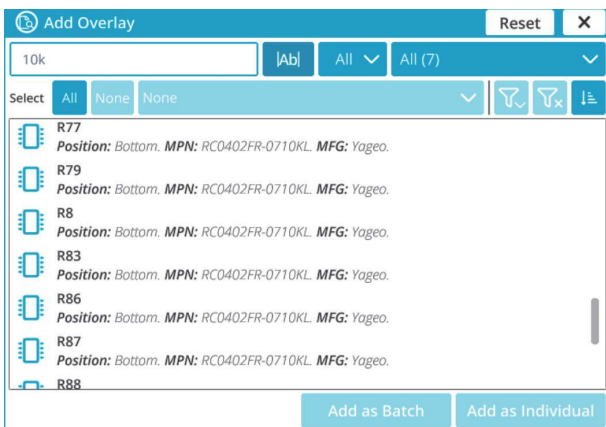 Add Overlay Reset
10k |Ab| All All (7)
Select All None None
R77
Position: Bottom. MPN: RC0402FR-0710KL. MFG: Yageo.
R79
Position: Bottom. MPN: RC0402FR-0710KL. MFG: Yageo.
R8
Position: Bottom. MPN: RC0402FR-0710KL. MFG: Yageo.
R83
Position: Bottom. MPN: RC0402FR-0710KL. MFG: Yageo.
R86
Position: Bottom. MPN: RC0402FR-0710KL. MFG: Yageo.
R87
Position: Bottom. MPN: RC0402FR-0710KL. MFG: Yageo.
R88
Add as Batch Add as Individual